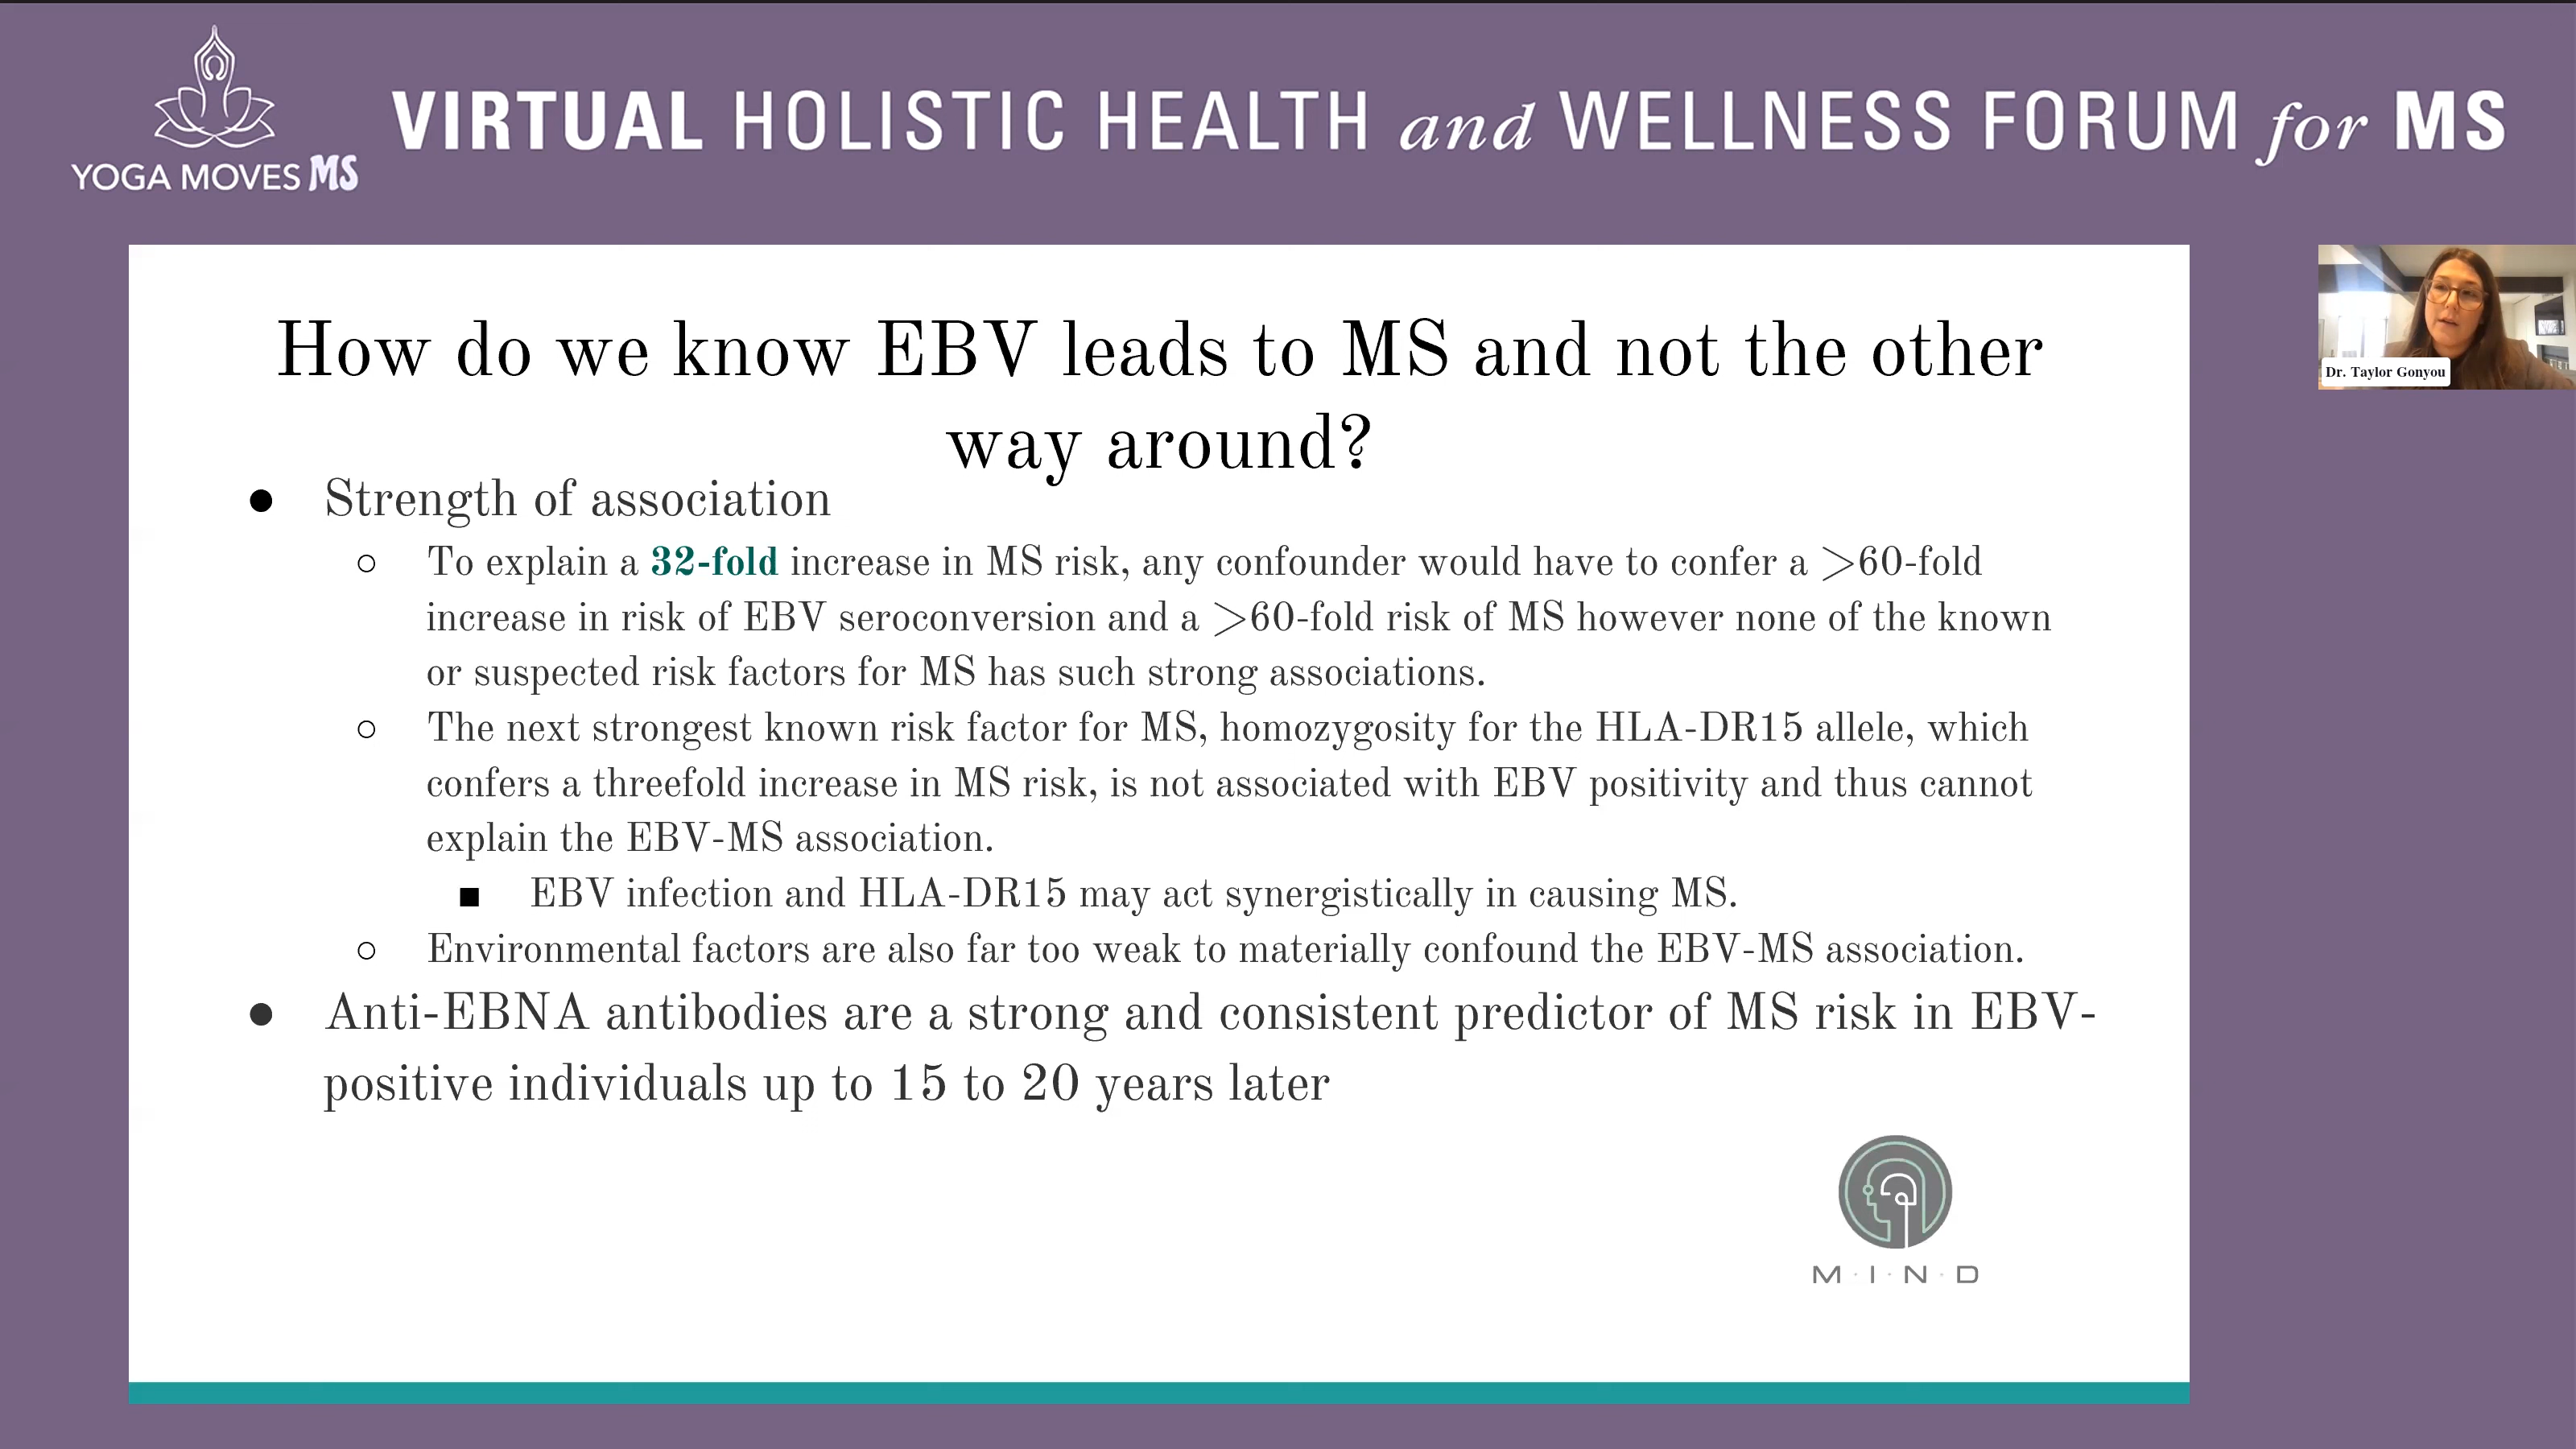 YOGA MOVES MS
VIRTUAL HOLISTIC HEALTH and WELLNESS FORUM for MS
How do we know EBV leads to MS and not the other
way around?
● Strength of association
○ To explain a 32-fold increase in MS risk, any confounder would have to confer a >60-fold
increase in risk of EBV seroconversion and a >60-fold risk of MS however none of the known
or suspected risk factors for MS has such strong associations.
○ The next strongest known risk factor for MS, homozygosity for the HLA-DR15 allele, which
confers a threefold increase in MS risk, is not associated with EBV positivity and thus cannot
explain the EBV-MS association.
■ EBV infection and HLA-DR15 may act synergistically in causing MS.
○ Environmental factors are also far too weak to materially confound the EBV-MS association.
● Anti-EBNA antibodies are a strong and consistent predictor of MS risk in EBV-
positive individuals up to 15 to 20 years later
M·I·N·D
Dr. Taylor Gonyou